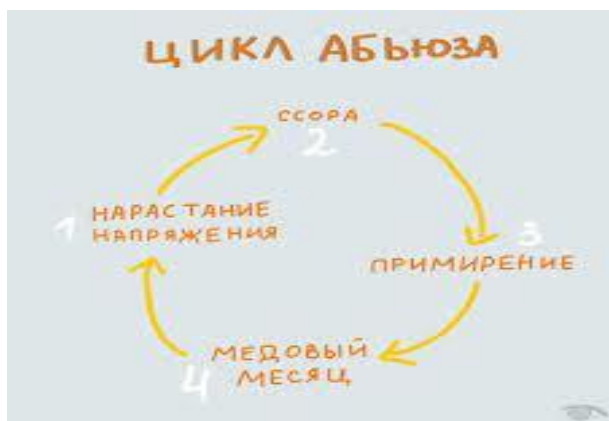 ЦИКЛ АБЬЮЗА
ССОРА
2
1 НАРАСТАНИЕ
НАПРЯЖЕНИЯ
3
ПРИМИРЕНИЕ
МЕДОВЫЙ
4 МЕСЯЦ